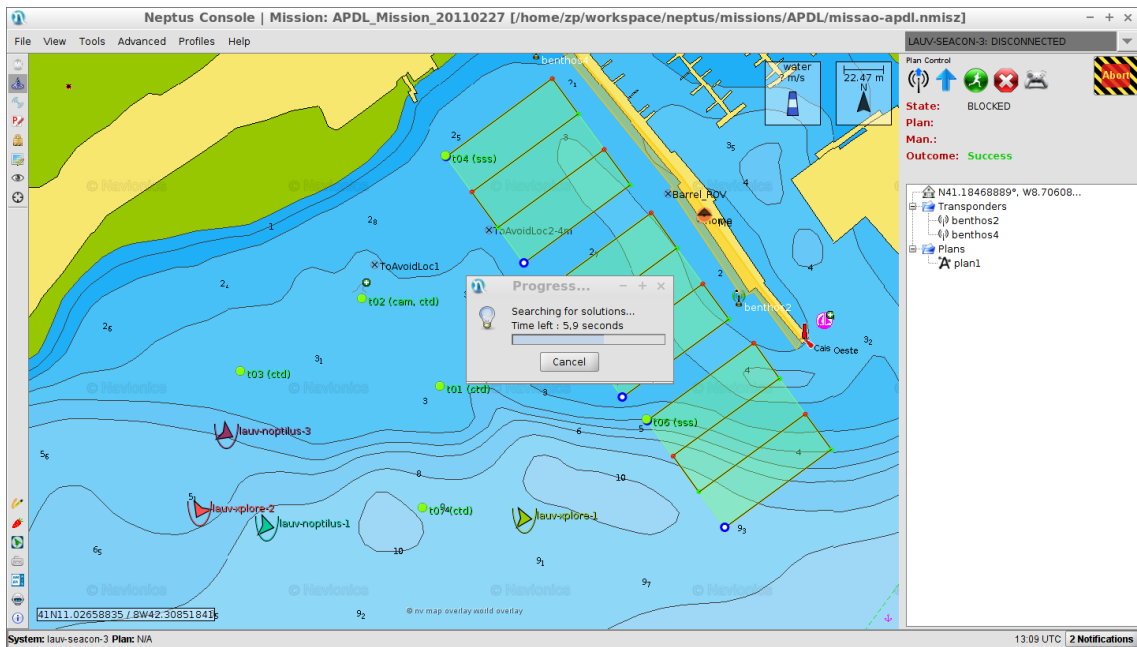 Neptus Console | Mission: APDL_Mission_20110227 [/home/zp/workspace/neptus/missions/APDL/missao-apdl.nmisz]
File View Tools Advanced Profiles Help
LAUV-SEACON-3: DISCONNECTED
Plan Control
Abort
State: BLOCKED
Plan:
Man.:
Outcome: Success
N41.18468889°, W8.70608...
Transponders
benthos2
benthos4
Plans
plan1
benthos4
water
? m/s
22.47 m
N
t04 (sss)
Barrel_ROV
ToAvoidLoc2-4m
ToAvoidLoc1
t02 (cam, ctd)
benthos2
Cais Oeste
t03 (ctd)
t01 (ctd)
t06 (sss)
lauv-noptilus-3
lauv-xplore-2
lauv-noptilus-1
lauv-xplore-1
Progress...
Searching for solutions...
Time left : 5,9 seconds
Cancel
© Navionics
© nv map overlay world overlay
41N11.02658835 / 8W42.30851841
System: lauv-seacon-3 Plan: N/A
13:09 UTC
2 Notifications